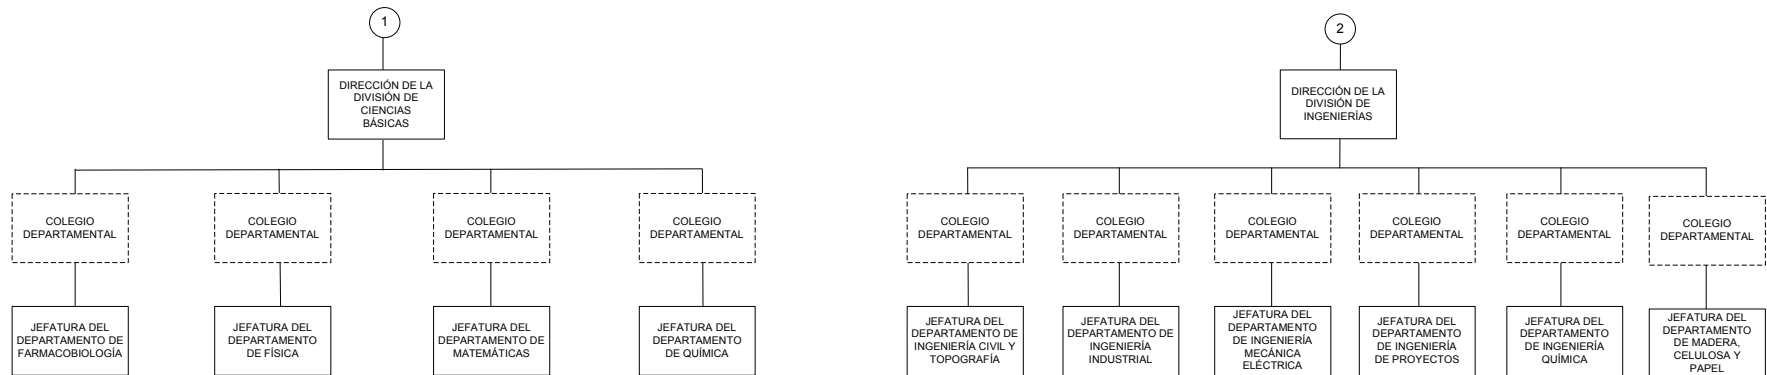 1
DIRECCIÓN DE LA
DIVISIÓN DE
CIENCIAS
BÁSICAS
COLEGIO
DEPARTAMENTAL
COLEGIO
DEPARTAMENTAL
COLEGIO
DEPARTAMENTAL
COLEGIO
DEPARTAMENTAL
JEFATURA DEL
DEPARTAMENTO DE
FARMACOBIOLOGÍA
JEFATURA DEL
DEPARTAMENTO
DE FÍSICA
JEFATURA DEL
DEPARTAMENTO DE
MATEMÁTICAS
JEFATURA DEL
DEPARTAMENTO
DE QUÍMICA
2
DIRECCIÓN DE LA
DIVISIÓN DE
INGENIERÍAS
COLEGIO
DEPARTAMENTAL
COLEGIO
DEPARTAMENTAL
COLEGIO
DEPARTAMENTAL
COLEGIO
DEPARTAMENTAL
COLEGIO
DEPARTAMENTAL
COLEGIO
DEPARTAMENTAL
JEFATURA DEL
DEPARTAMENTO DE
INGENIERÍA CIVIL Y
TOPOGRAFÍA
JEFATURA DEL
DEPARTAMENTO DE
INGENIERÍA
INDUSTRIAL
JEFATURA DEL
DEPARTAMENTO
DE INGENIERÍA
MECÁNICA
ELÉCTRICA
JEFATURA DEL
DEPARTAMENTO
DE INGENIERÍA
DE PROYECTOS
JEFATURA DEL
DEPARTAMENTO
DE INGENIERÍA
QUÍMICA
JEFATURA DEL
DEPARTAMENTO
DE MADERA,
CELULOSA Y
PAPEL